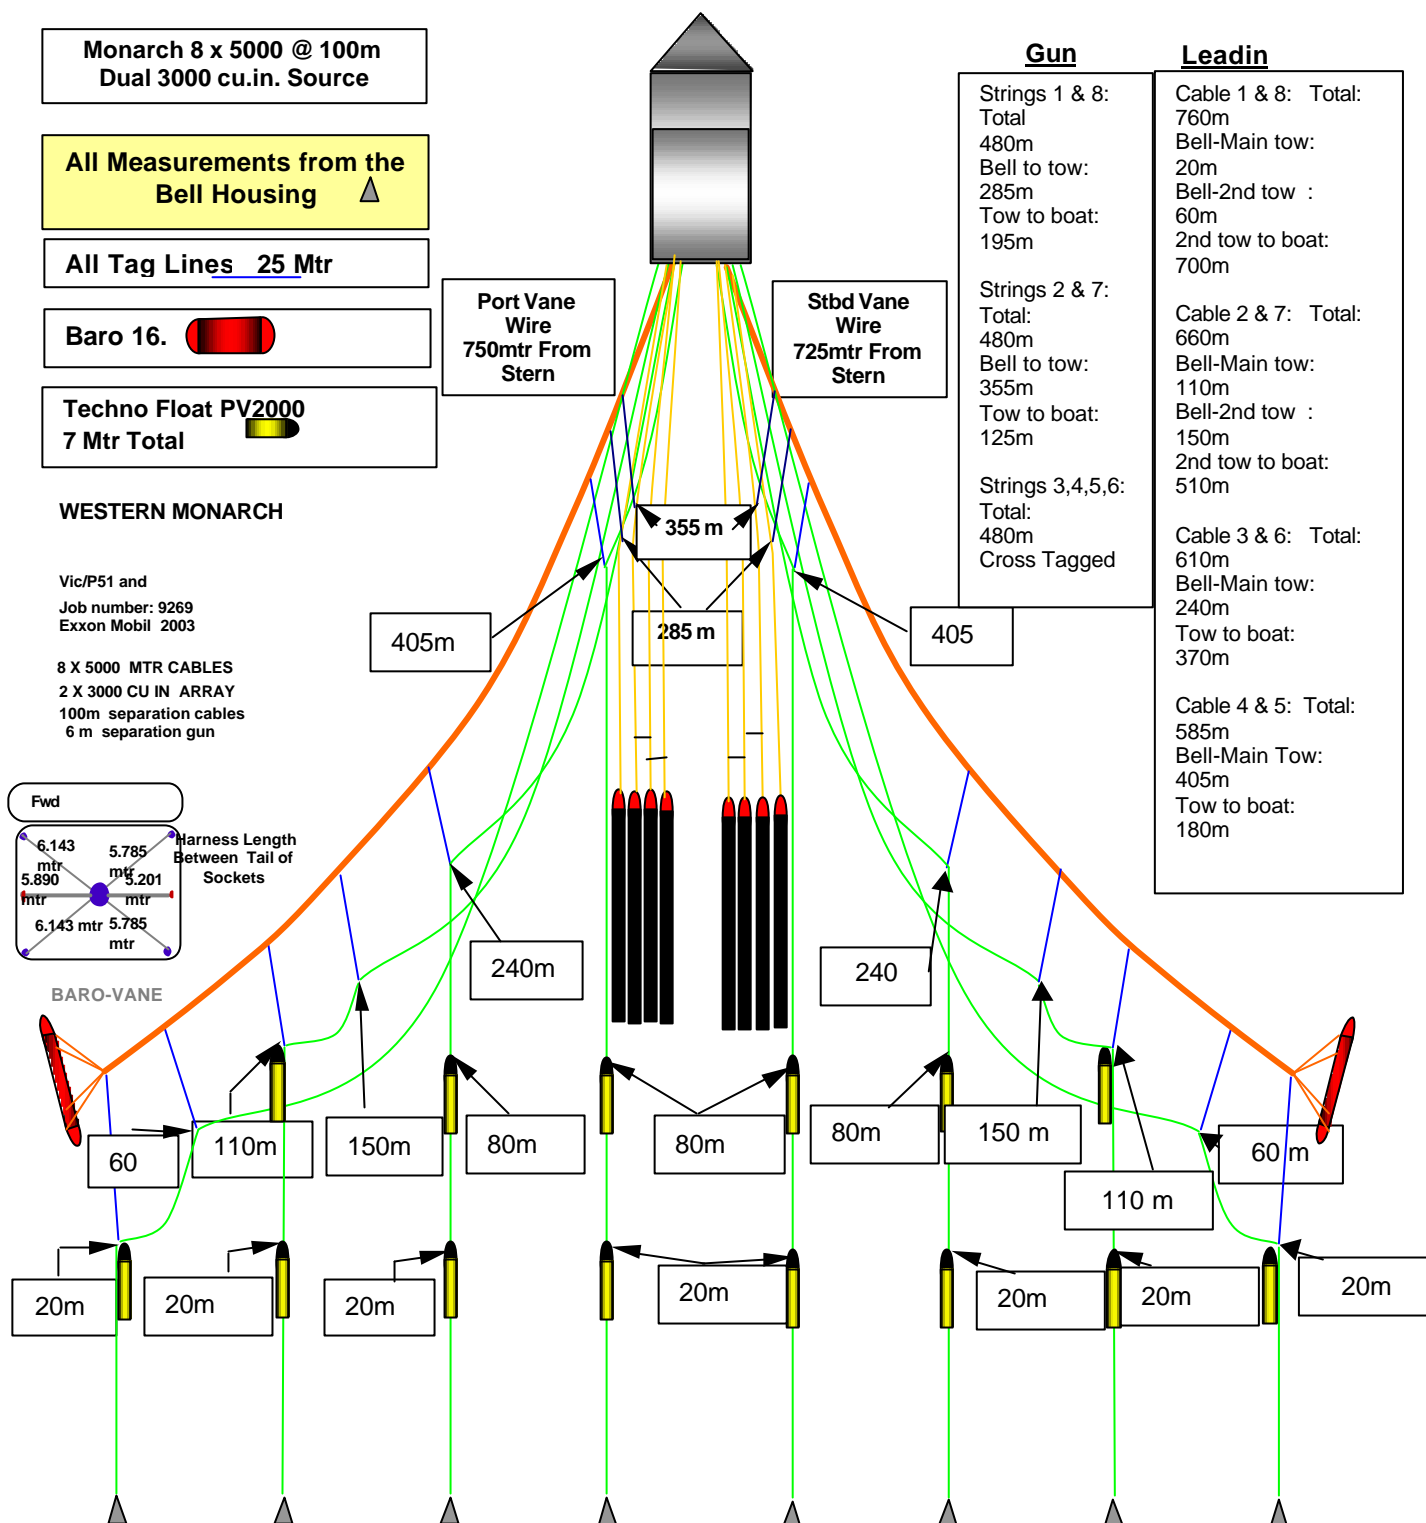 Monarch 8 x 5000 @ 100m
Dual 3000 cu.in. Source
All Measurements from the
Bell Housing
All Tag Lines 25 Mtr
Baro 16.
Techno Float PV2000
7 Mtr Total
WESTERN MONARCH
Vic/P51 and
Job number: 9269
Exxon Mobil 2003
8 X 5000 MTR CABLES
2 X 3000 CU IN ARRAY
100m separation cables
6 m separation gun
Fwd
6.143
mtr
5.785
mtr
5.890
mtr
5.201
mtr
6.143 mtr
5.785
mtr
Harness Length
Between Tail of
Sockets
BARO-VANE
Port Vane
Wire
750mtr From
Stern
Stbd Vane
Wire
725mtr From
Stern
Gun
Strings 1 & 8:
Total
480m
Bell to tow:
285m
Tow to boat:
195m
Strings 2 & 7:
Total:
480m
Bell to tow:
355m
Tow to boat:
125m
Strings 3,4,5,6:
Total:
480m
Cross Tagged
Leadin
Cable 1 & 8: Total:
760m
Bell-Main tow:
20m
Bell-2nd tow :
60m
2nd tow to boat:
700m
Cable 2 & 7: Total:
660m
Bell-Main tow:
110m
Bell-2nd tow :
150m
2nd tow to boat:
510m
Cable 3 & 6: Total:
610m
Bell-Main tow:
240m
Tow to boat:
370m
Cable 4 & 5: Total:
585m
Bell-Main Tow:
405m
Tow to boat:
180m
355 m
285 m
405m
405
240m
240
60
110m
150m
80m
80m
80m
150 m
60 m
110 m
20m
20m
20m
20m
20m
20m
20m